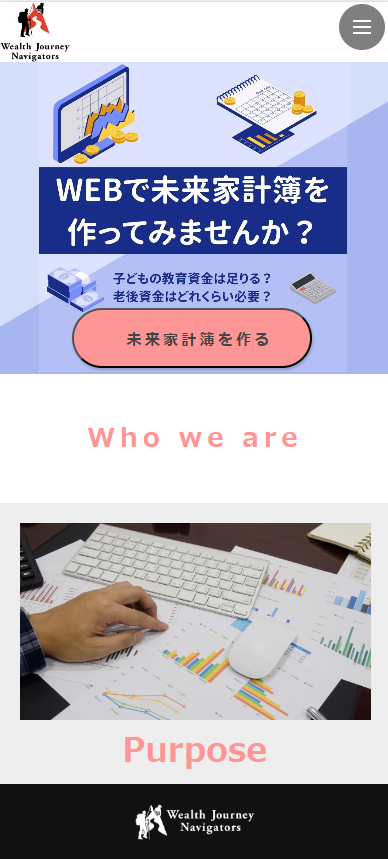 Wealth Journey
Navigators
WEBで未来家計簿を
作ってみませんか？
子どもの教育資金は足りる？
老後資金はどれくらい必要？
未来家計簿を作る
Who we are
Purpose
Wealth Journey
Navigators